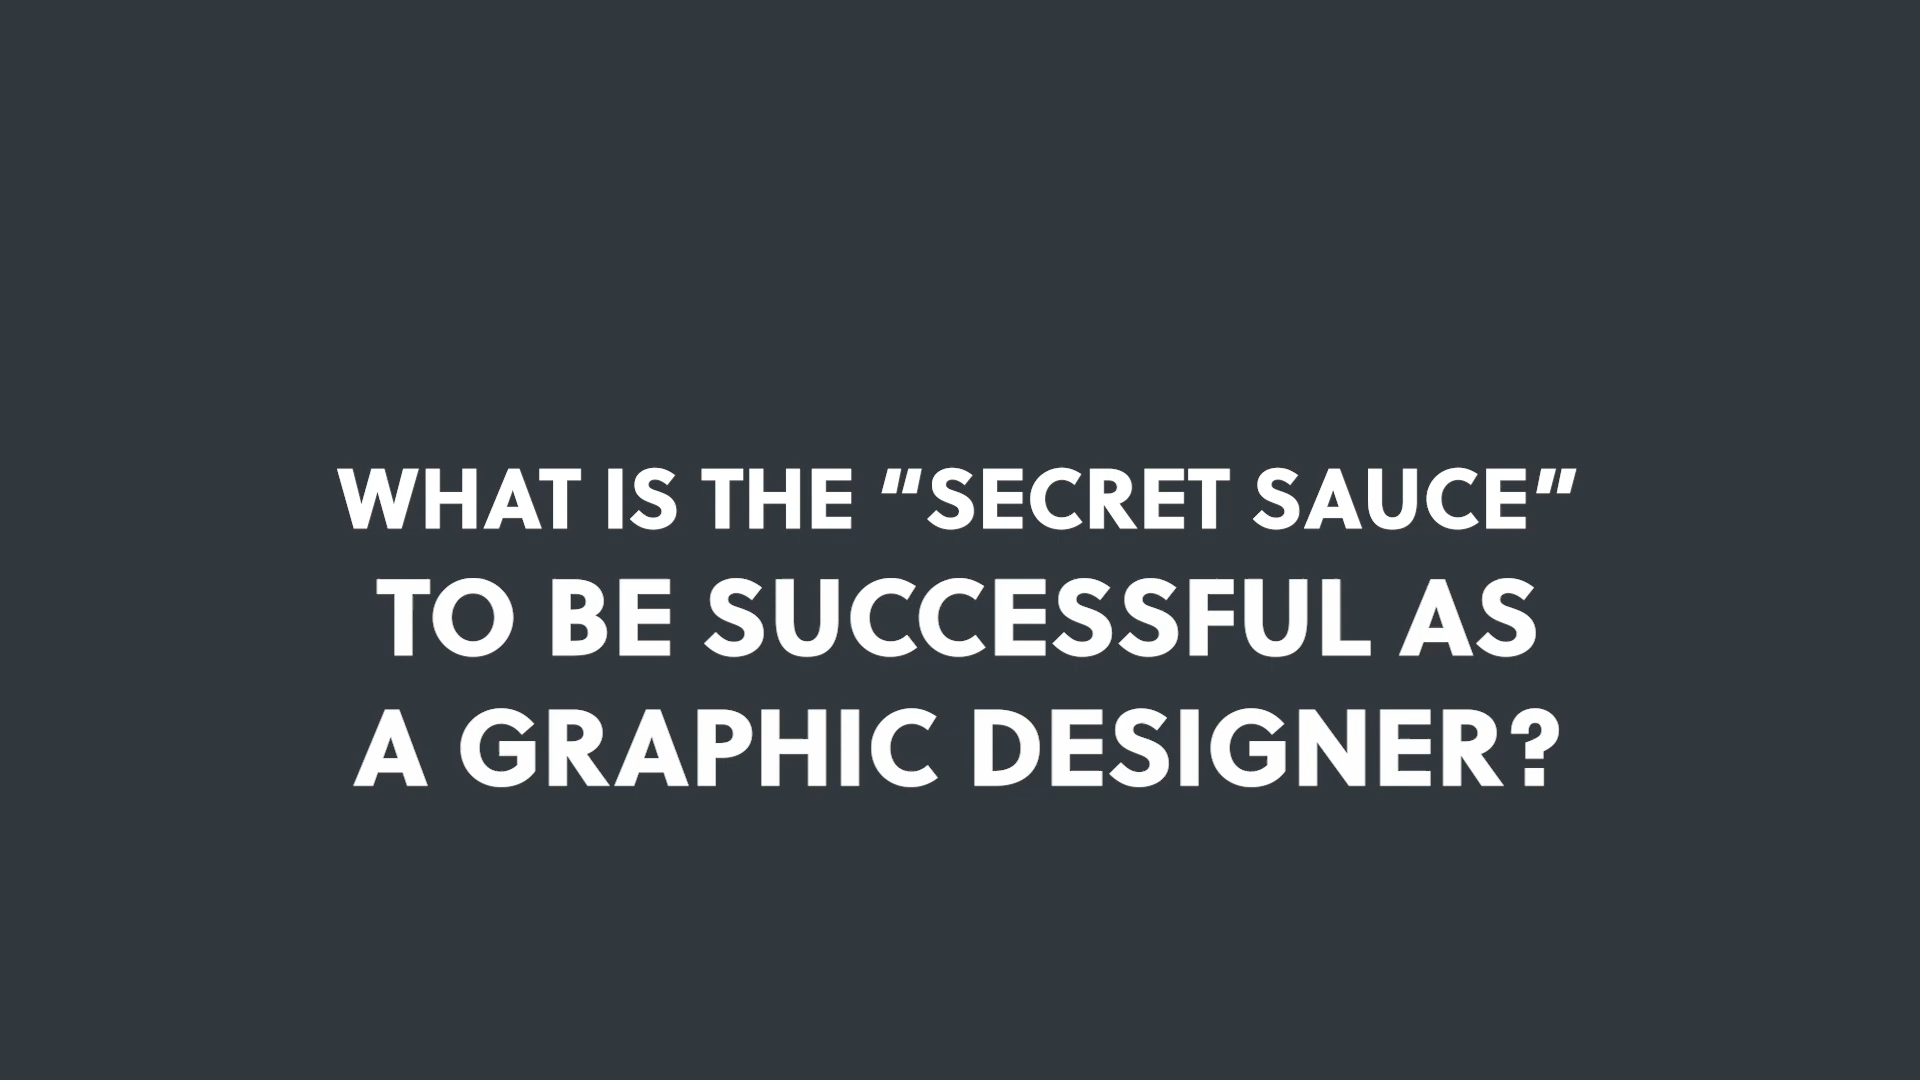 WHAT IS THE "SECRET SAUCE"
TO BE SUCCESSFUL AS
A GRAPHIC DESIGNER?